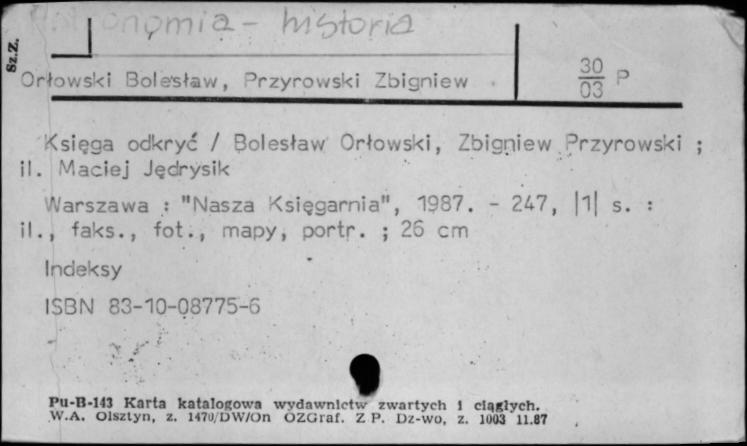 Astronomia - historia
Sz.Z.
Orłowski Bolesław, Przyrowski Zbigniew
30
03 P
Księga odkryć / Bolesław Orłowski, Zbigniew Przyrowski ;
il. Maciej Jędrysik
Warszawa : "Nasza Księgarnia", 1987. - 247, |1| s. :
il., faks., fot., mapy, portr. ; 26 cm
Indeksy
ISBN 83-10-08775-6
Pu-B-143 Karta katalogowa wydawnictw zwartych i ciągłych.
W.A. Olsztyn, z. 1470/DW/On OZGraf. Z P. Dz-wo, z. 1003 11.87